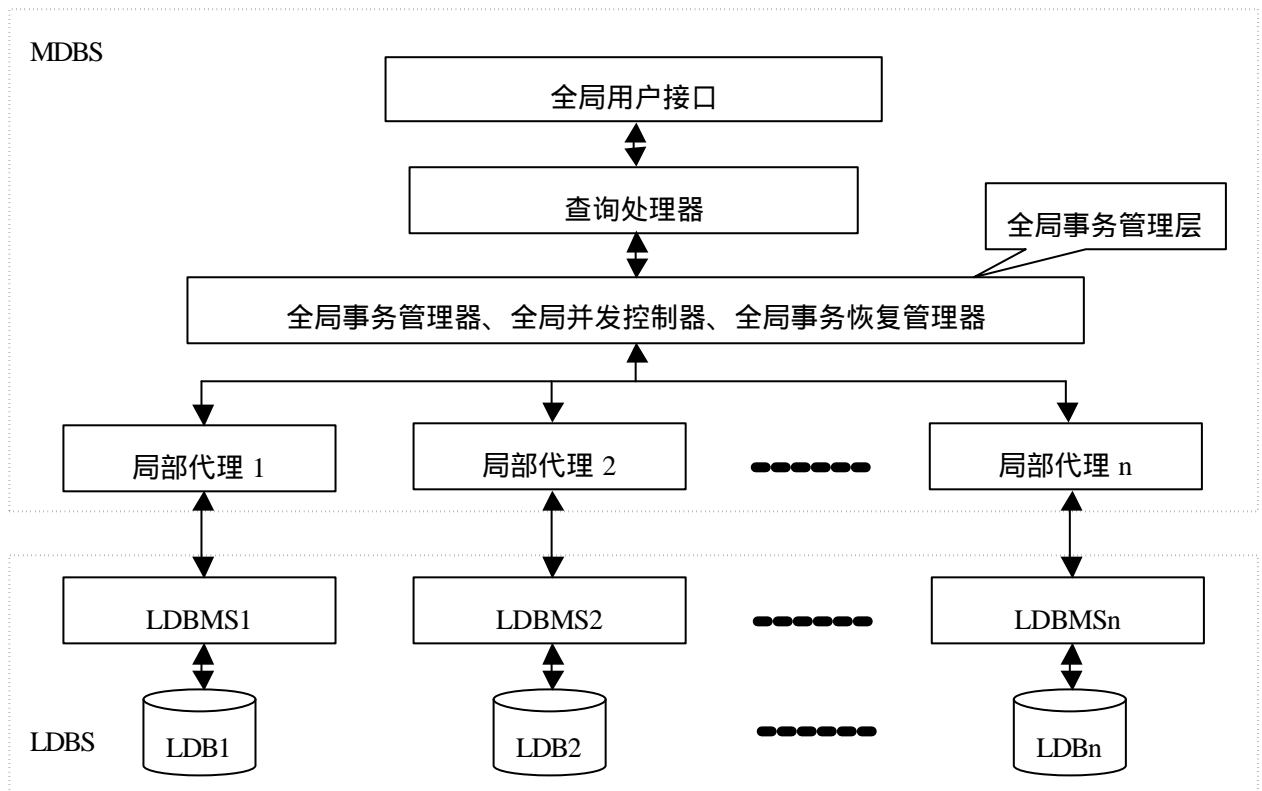 MDBS
全局用户接口
查询处理器
全局事务管理层
全局事务管理器、全局并发控制器、全局事务恢复管理器
局部代理 1
局部代理 2
局部代理 n
LDBMS1
LDBMS2
LDBMSn
LDBS
LDB1
LDB2
LDBn